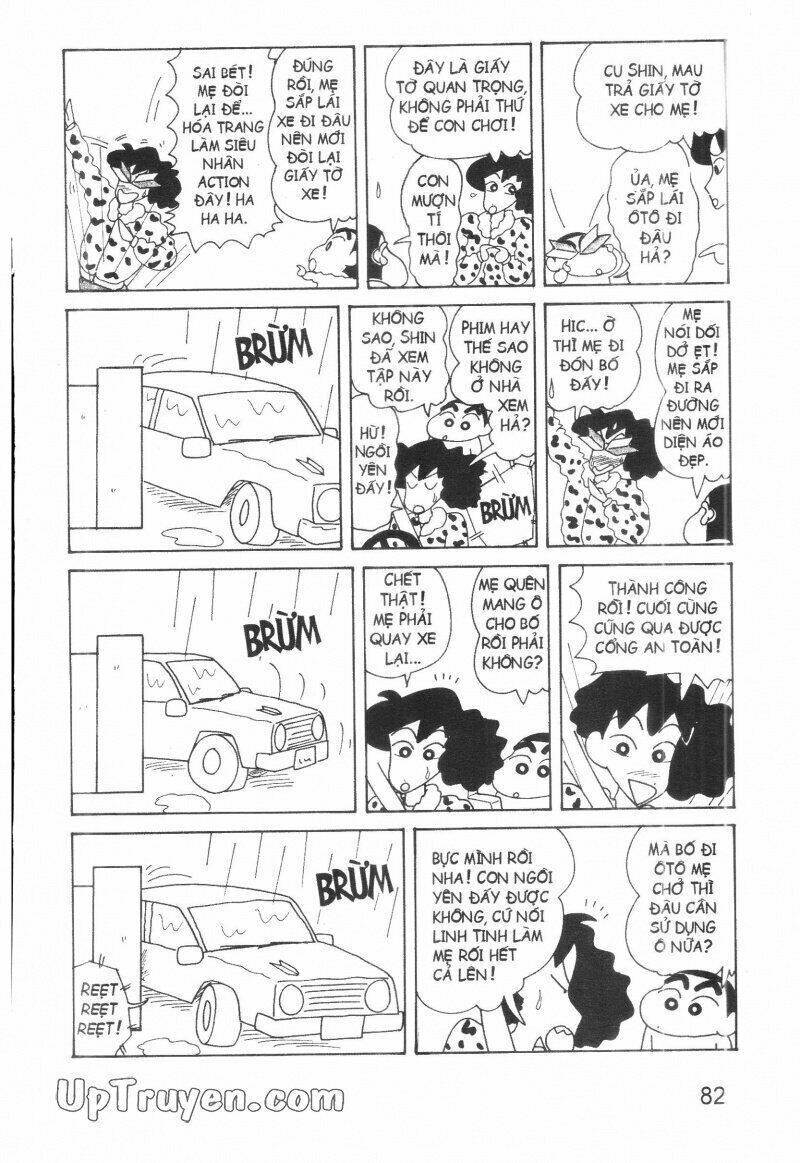 CU SHIN, MAU
TRẢ GIẤY TỜ
XE CHO MẸ!
ỦA, MẸ
SẮP LÁI
ÔTÔ ĐI
ĐÂU
HẢ?
ĐÂY LÀ GIẤY
TỜ QUAN TRỌNG,
KHÔNG PHẢI THỨ
ĐỂ CON CHƠI!
CON
MƯỢN
TÍ
THÔI
MÀ!
ĐÚNG
RỒI, MẸ
SẮP LÁI
XE ĐI ĐÂU
NÊN MỚI
ĐÒI LẠI
GIẤY TỜ
XE!
SAI BÉT!
MẸ ĐÒI
LẠI ĐỂ...
HÓA TRANG
LÀM SIÊU
NHÂN
ACTION
ĐÂY! HA
HA HA.
MẸ
NÓI DỐI
DỞ ẸT!
MẸ SẮP
ĐI RA
ĐƯỜNG
NÊN MỚI
DIỆN ÁO
ĐẸP.
HIC... Ờ
THÌ MẸ ĐI
ĐÓN BỐ
ĐẤY!
PHIM HAY
THẾ SAO
KHÔNG
Ở NHÀ
XEM
HẢ?
KHÔNG
SAO, SHIN
ĐÃ XEM
TẬP NÀY
RỒI.
HỪ!
NGỒI
YÊN
ĐẤY!
BRỪM
BRỪM
THÀNH CÔNG
RỒI! CUỐI CÙNG
CŨNG QUA ĐƯỢC
CỔNG AN TOÀN!
MẸ QUÊN
MANG Ô
CHO BỐ
RỒI PHẢI
KHÔNG?
CHẾT
THẬT!
MẸ PHẢI
QUAY XE
LẠI...
BRỪM
MÀ BỐ ĐI
ÔTÔ MẸ
CHỞ THÌ
ĐÂU CẦN
SỬ DỤNG
Ô NỮA?
BỰC MÌNH RỒI
NHA! CON NGỒI
YÊN ĐẤY ĐƯỢC
KHÔNG, CỨ NÓI
LINH TINH LÀM
MẸ RỐI HẾT
CẢ LÊN!
BRỪM
REẸT
REẸT
REẸT!
UPTRUYEN.COM
82